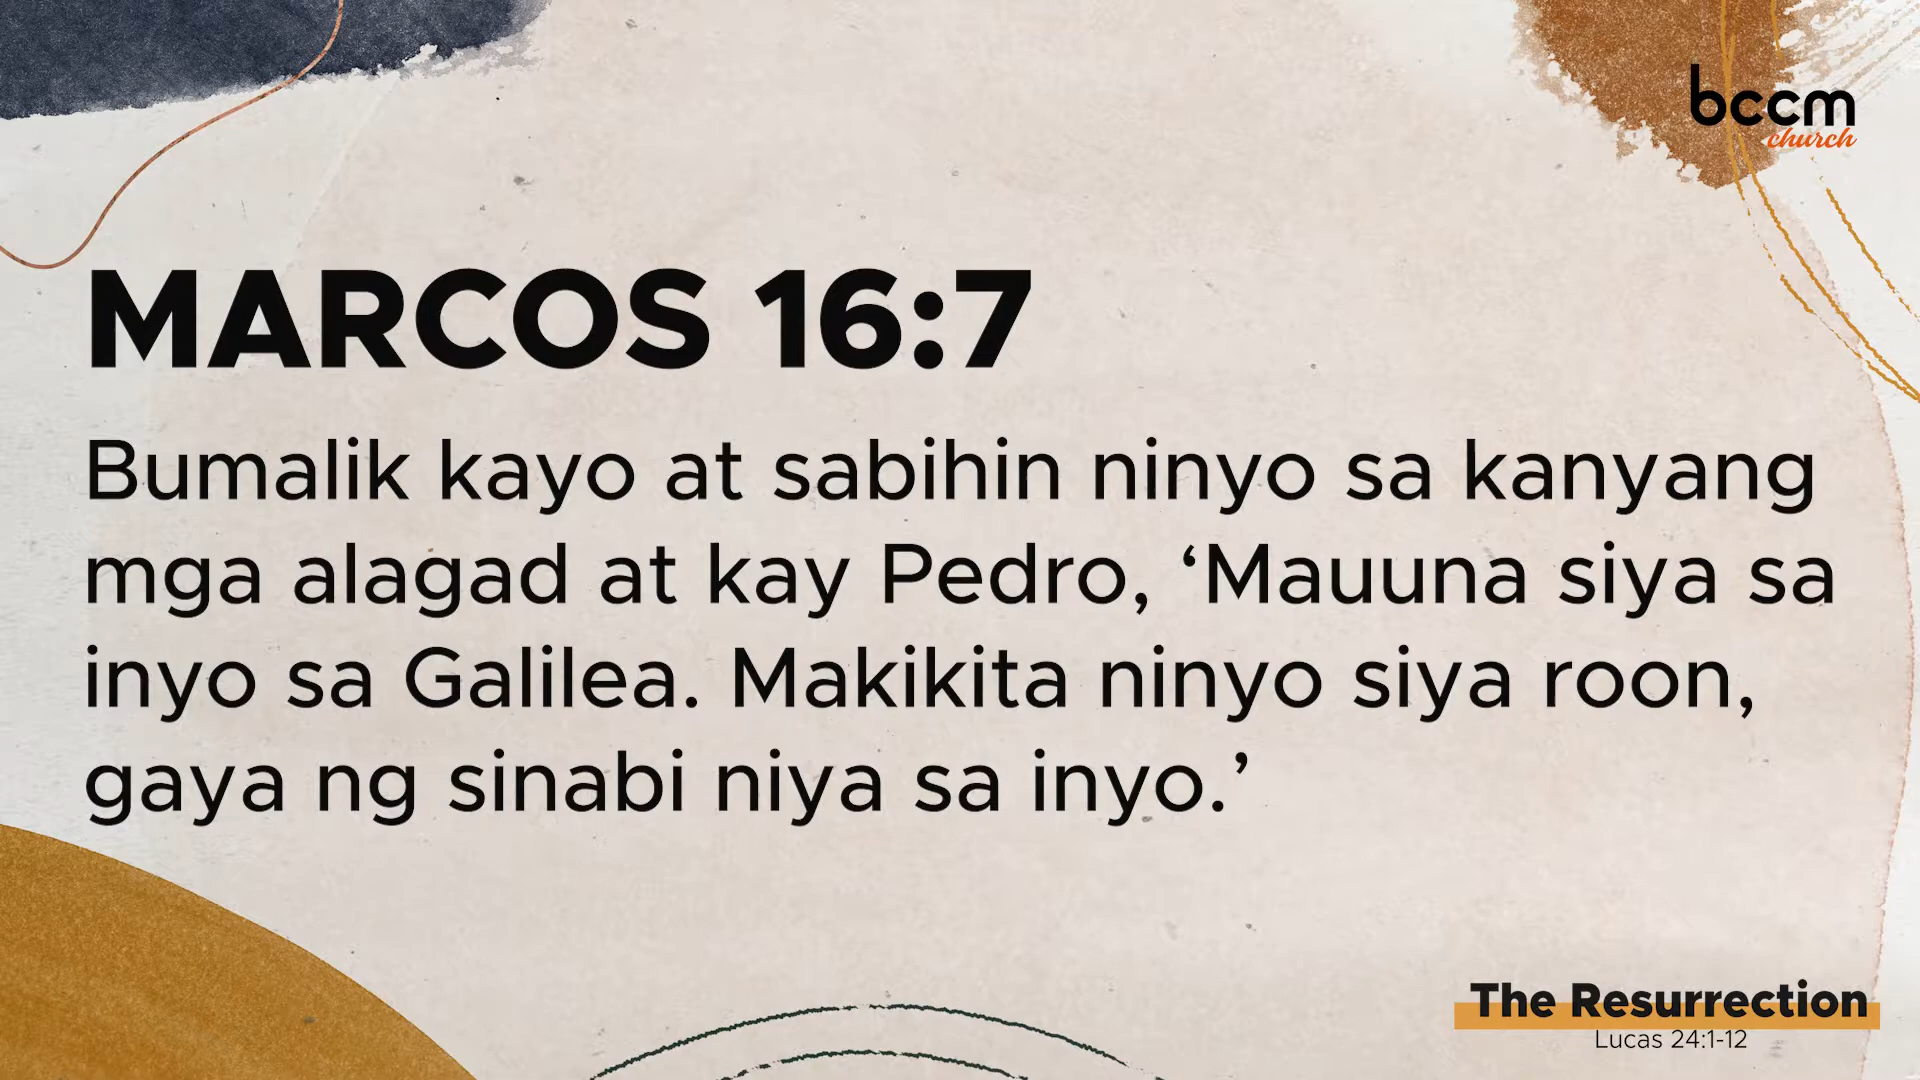 bccm
church
MARCOS 16:7
Bumalik kayo at sabihin ninyo sa kanyang
mga alagad at kay Pedro, ‘Mauuna siya sa
inyo sa Galilea. Makikita ninyo siya roon,
gaya ng sinabi niya sa inyo.’
The Resurrection
Lucas 24:1-12